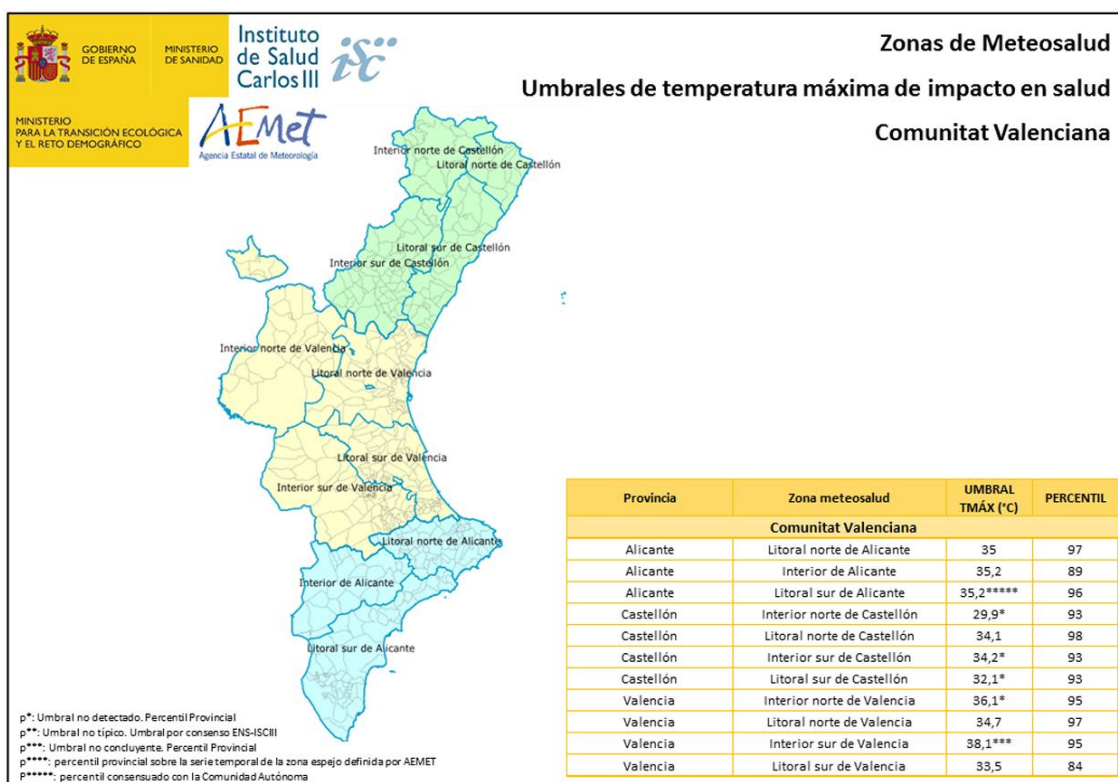 GOBIERNO
DE ESPAÑA
MINISTERIO
DE SANIDAD
Instituto
de Salud
Carlos III
isc
iii
MINISTERIO
PARA LA TRANSICIÓN ECOLÓGICA
Y EL RETO DEMOGRÁFICO
AEMet
Agencia Estatal de Meteorología
Zonas de Meteosalud
Umbrales de temperatura máxima de impacto en salud
Comunitat Valenciana
Interior norte de Castellón
Litoral norte de Castellón
Litoral sur de Castellón
Interior sur de Castellón
Interior norte de Valencia
Litoral norte de Valencia
Litoral sur de Valencia
Interior sur de Valencia
Litoral norte de Alicante
Interior de Alicante
Litoral sur de Alicante
Provincia Zona meteosalud UMBRAL TMÁX (°C) PERCENTIL
Comunitat Valenciana
Alicante Litoral norte de Alicante 35 97
Alicante Interior de Alicante 35,2 89
Alicante Litoral sur de Alicante 35,2***** 96
Castellón Interior norte de Castellón 29,9* 93
Castellón Litoral norte de Castellón 34,1 98
Castellón Interior sur de Castellón 34,2* 93
Castellón Litoral sur de Castellón 32,1* 93
Valencia Interior norte de Valencia 36,1* 95
Valencia Litoral norte de Valencia 34,7 97
Valencia Interior sur de Valencia 38,1*** 95
Valencia Litoral sur de Valencia 33,5 84
p*: Umbral no detectado. Percentil Provincial
p**: Umbral no típico. Umbral por consenso ENS-ISCIII
p***: Umbral no concluyente. Percentil Provincial
p****: percentil provincial sobre la serie temporal de la zona espejo definida por AEMET
P*****: percentil consensuado con la Comunidad Autónoma